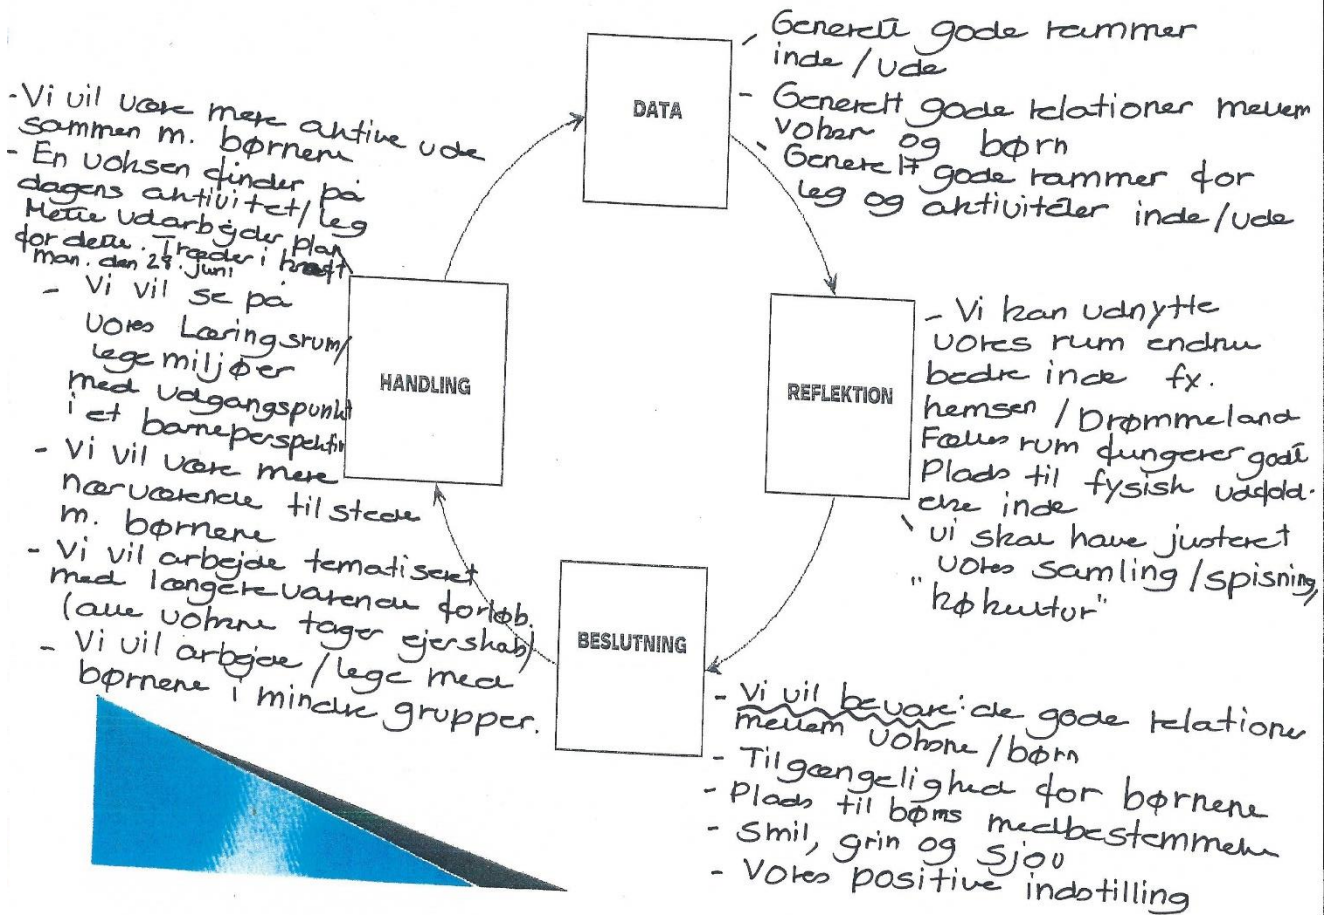 DATA
- Generelt gode rammer
inde / ude
- Generelt gode relationer mellem
voksn og børn
- Generelt gode rammer for
leg og aktiviteter inde/ude
REFLEKTION
- Vi kan udnytte
vores rum endnu
bedre inde fx.
hemsen / Drømmeland
Fælles rum fungerer godt
Plads til fysisk udfold-
else inde
- vi skal have justeret
vores samling / spisning,
"køkultur"
BESLUTNING
- Vi vil bevare: de gode relationer
mellem voksne / børn
- Tilgængelighed for børnene
- Plads til børns medbestemmelse
- Smil, grin og sjov
- Vores positive indstilling
HANDLING
- Vi vil være mere aktive ude
sammen m. børnene
- En voksen finder på
dagens aktivitet/leg
Mette udarbejder plan
for dette. Træder i kraft
man. den juni
- Vi vil se på
vores Læringsrum/
legemiljøer
med udgangspunkt
i et barneperspektiv
- Vi vil være mere
nærværende tilstede
m. børnene
- Vi vil arbejde tematiseret
med længerevarende forløb.
(alle voksne tager ejerskab)
- Vi vil arbejde / lege med
børnene i mindre grupper.